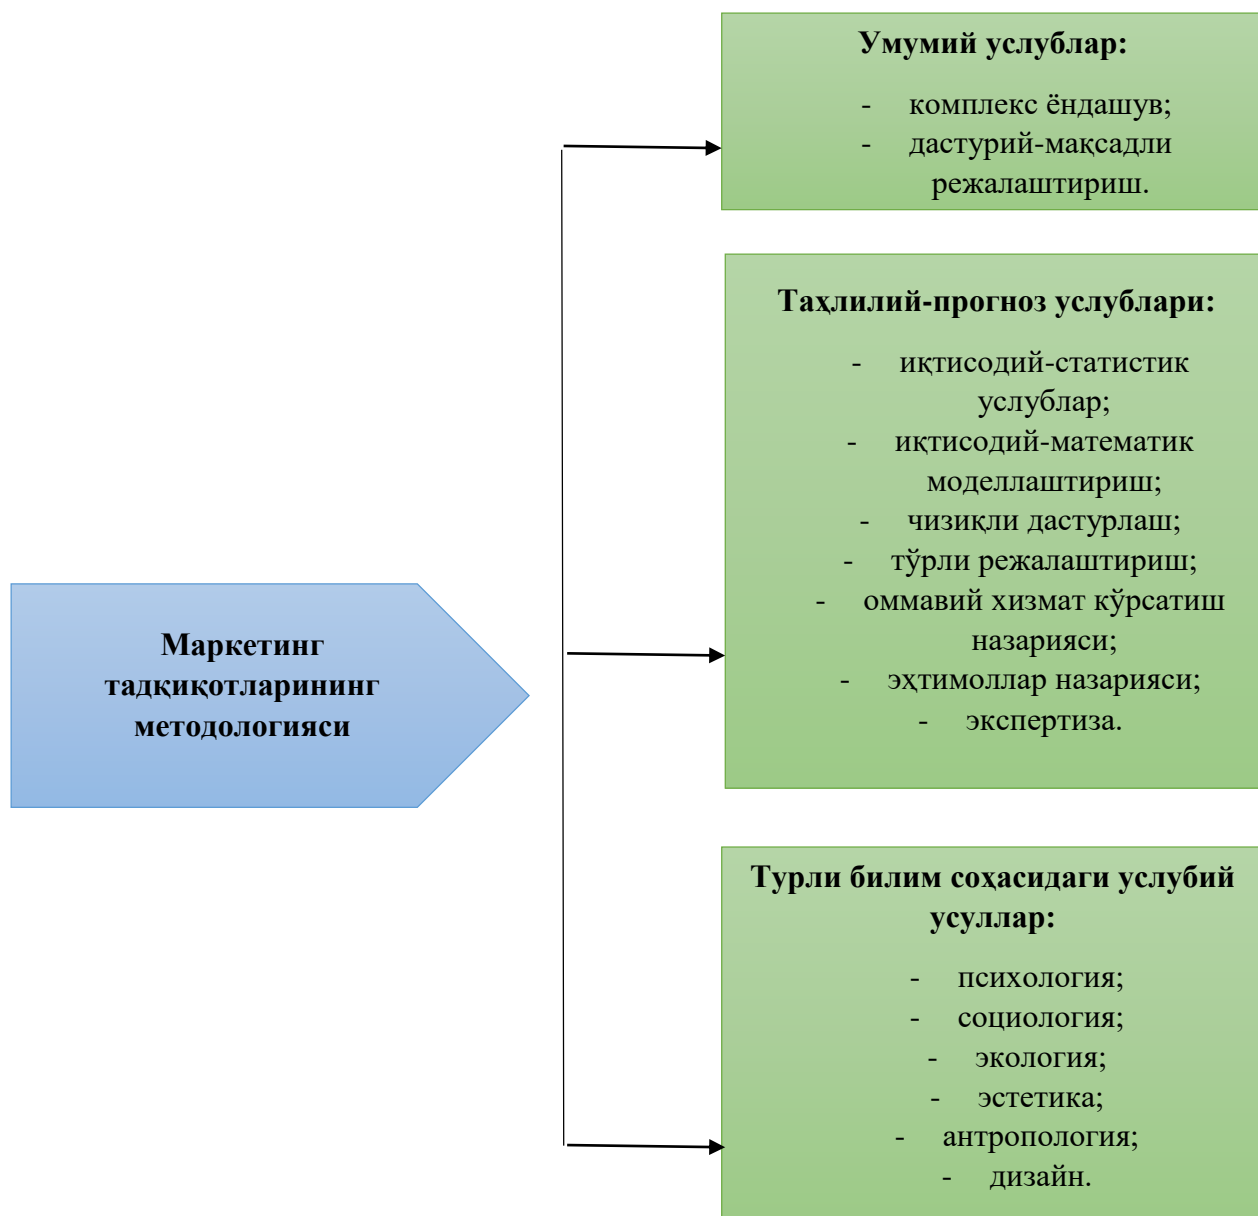 Умумий услублар:
- комплекс ёндашув;
- дастурий-мақсадли
режалаштириш.
Таҳлилий-прогноз услублари:
- иқтисодий-статистик
услублар;
- иқтисодий-математик
моделлаштириш;
- чизиқли дастурлаш;
- тўрли режалаштириш;
- оммавий хизмат кўрсатиш
назарияси;
- эҳтимоллар назарияси;
- экспертиза.
Маркетинг
тадқиқотларининг
методологияси
Турли билим соҳасидаги услубий
усуллар:
- психология;
- социология;
- экология;
- эстетика;
- антропология;
- дизайн.